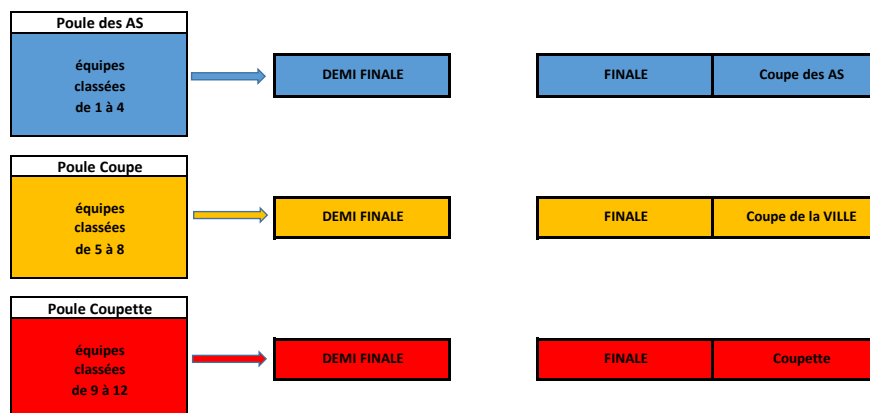 Poule des AS
équipes
classées
de 1 à 4
DEMI FINALE
FINALE
Coupe des AS
Poule Coupe
équipes
classées
de 5 à 8
DEMI FINALE
FINALE
Coupe de la VILLE
Poule Coupette
équipes
classées
de 9 à 12
DEMI FINALE
FINALE
Coupette